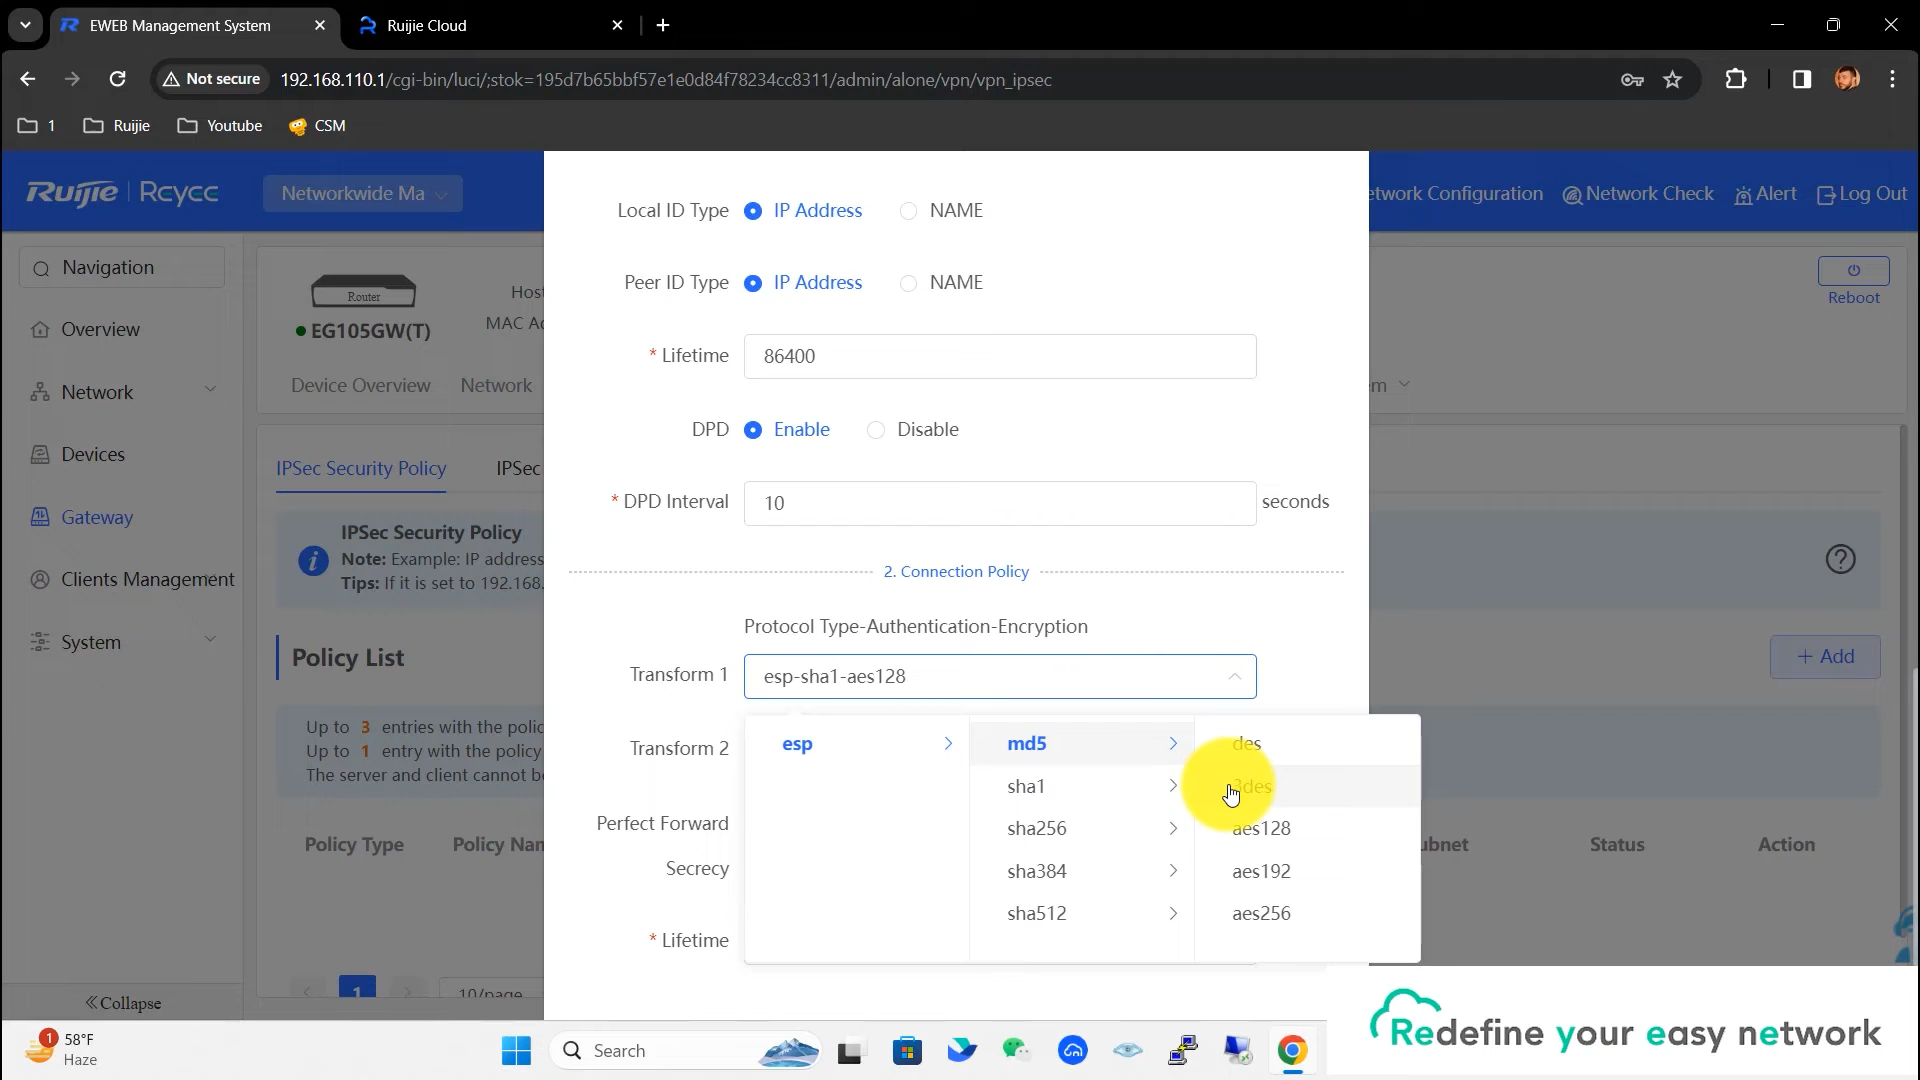 EWEB Management System
Ruijie Cloud
Not secure
192.168.110.1/cgi-bin/luci/;stok=195d7b65bbf57e1e0d84f78234cc8311/admin/alone/vpn/vpn_ipsec
1
Ruijie
Youtube
CSM
Ruijie | Reyee
Networkwide Ma
etwork Configuration
Network Check
Alert
Log Out
Navigation
Overview
Network
Devices
Gateway
Clients Management
System
Collapse
Router
EG105GW(T)
Host
MAC Ad
Reboot
Device Overview
Network
em
IPSec Security Policy
IPSec
IPSec Security Policy
Note: Example: IP address
Tips: If it is set to 192.168.
Policy List
+ Add
Up to 3 entries with the polic
Up to 1 entry with the policy
The server and client cannot be
Policy Type
Policy Nam
ubnet
Status
Action
1
10/page
Local ID Type
IP Address
NAME
Peer ID Type
IP Address
NAME
* Lifetime
86400
DPD
Enable
Disable
* DPD Interval
10
seconds
2. Connection Policy
Protocol Type-Authentication-Encryption
Transform 1
esp-sha1-aes128
Transform 2
Perfect Forward
Secrecy
* Lifetime
esp
md5
sha1
sha256
sha384
sha512
des
3des
aes128
aes192
aes256
1
58°F
Haze
Search
Redefine your easy network